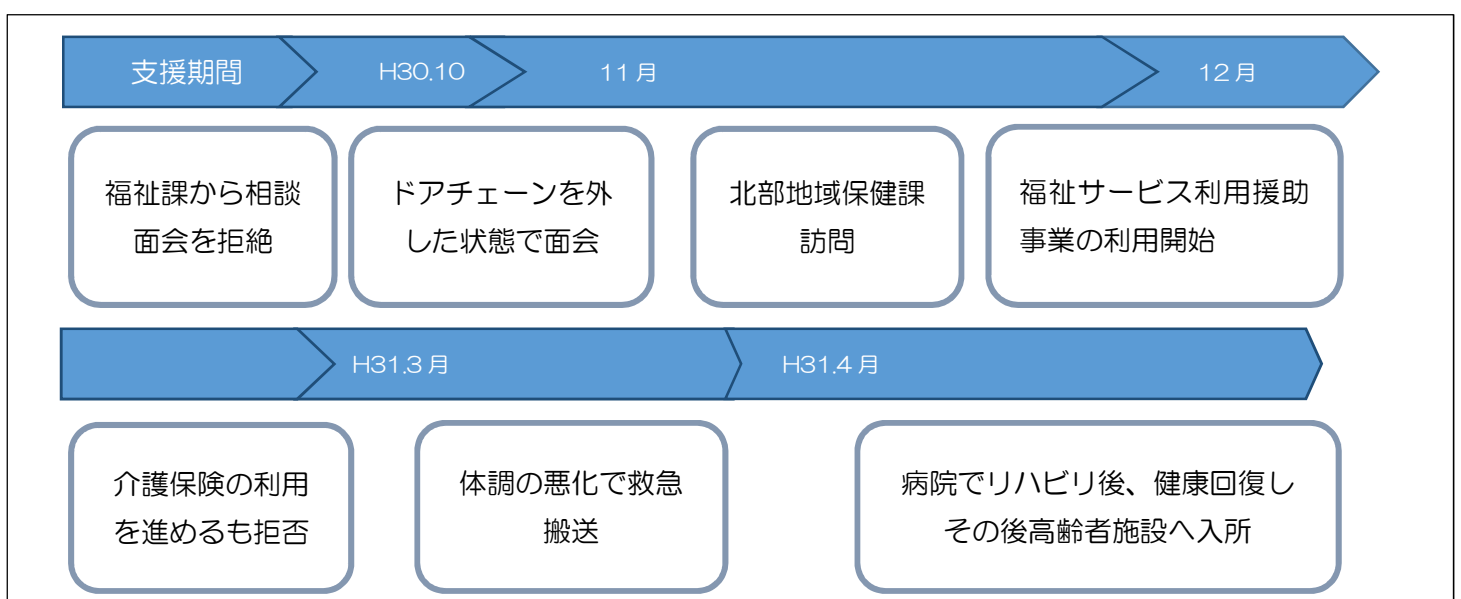 支援期間
H30.10
11月
12月
福祉課から相談
面会を拒絶
ドアチェーンを外
した状態で面会
北部地域保健課
訪問
福祉サービス利用援助
事業の利用開始
H31.3月
H31.4月
介護保険の利用
を進めるも拒否
体調の悪化で救急
搬送
病院でリハビリ後、健康回復し
その後高齢者施設へ入所